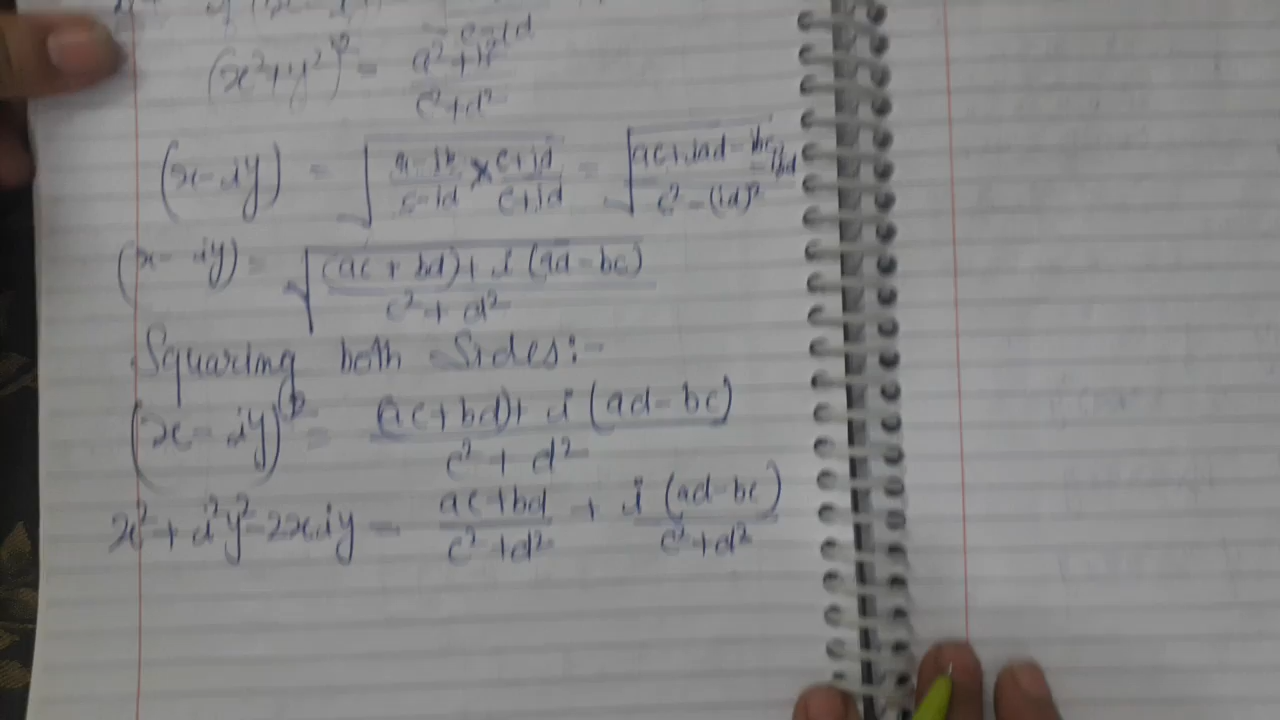 (x²+y²)² = a²+b² / c²+d²
(x-iy) = √(a-ib / c-id × c+id / c+id) = √(ac+iad-ibc-i²bd / c²-(id)²)
(x-iy) = √((ac+bd)+i(ad-bc) / c²+d²)
Squaring both Sides:-
(x-iy)² = (ac+bd)+i(ad-bc) / c²+d²
x²+i²y²-2xiy = ac+bd / c²+d² + i(ad-bc) / c²+d²